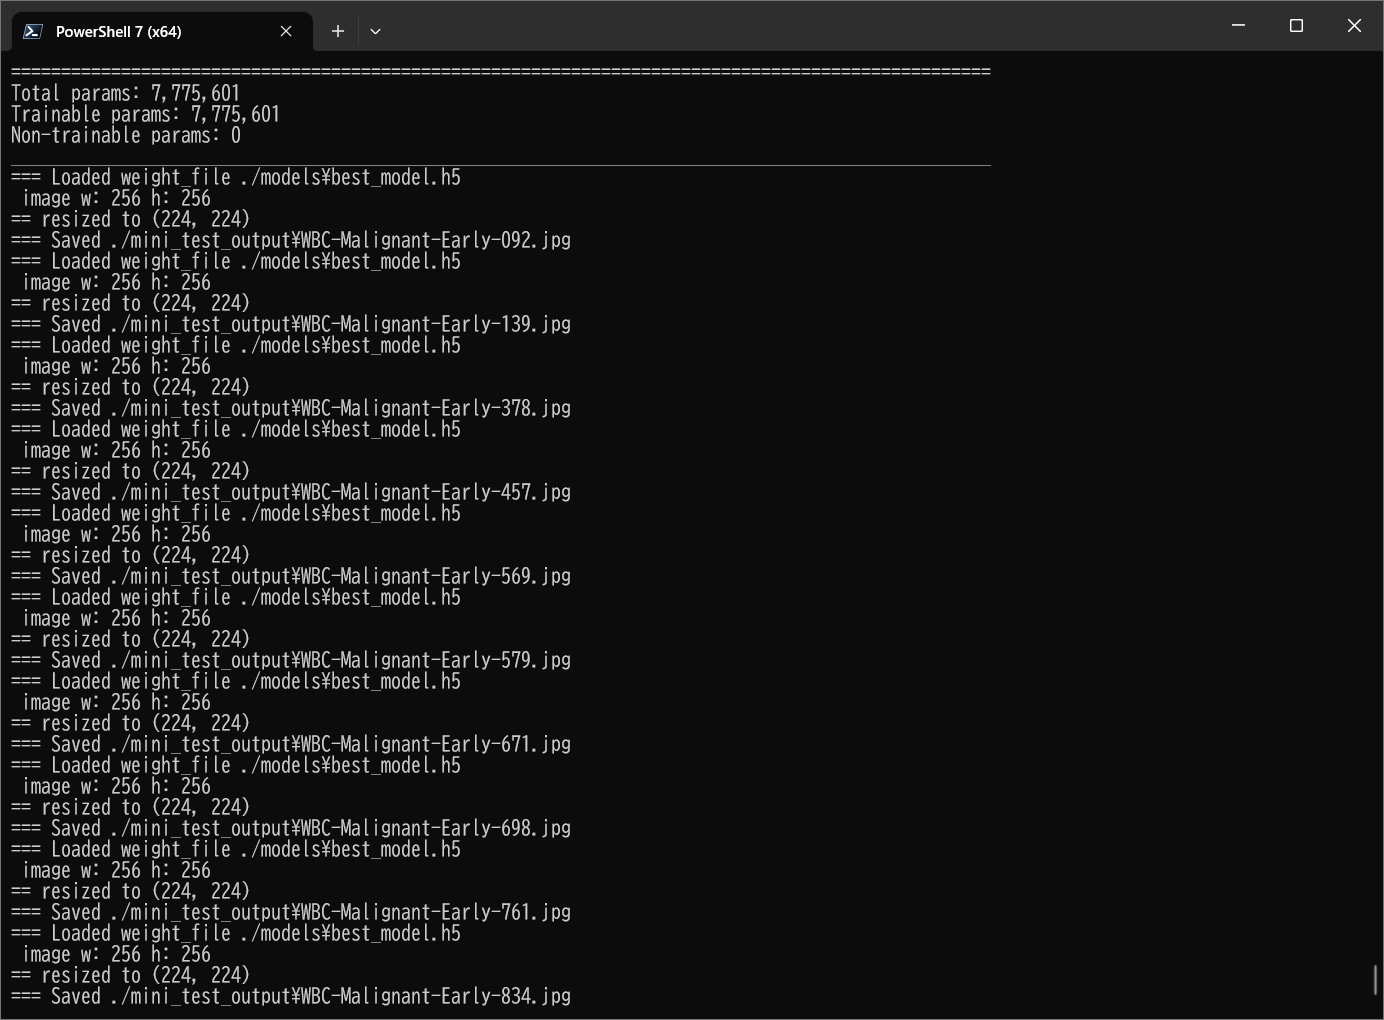 PowerShell 7 (x64)
==================================================================================================
Total params: 7,775,601
Trainable params: 7,775,601
Non-trainable params: 0
__________________________________________________________________________________________________
=== Loaded weight_file ./models¥best_model.h5
image w: 256 h: 256
== resized to (224, 224)
=== Saved ./mini_test_output¥WBC-Malignant-Early-092.jpg
=== Loaded weight_file ./models¥best_model.h5
image w: 256 h: 256
== resized to (224, 224)
=== Saved ./mini_test_output¥WBC-Malignant-Early-139.jpg
=== Loaded weight_file ./models¥best_model.h5
image w: 256 h: 256
== resized to (224, 224)
=== Saved ./mini_test_output¥WBC-Malignant-Early-378.jpg
=== Loaded weight_file ./models¥best_model.h5
image w: 256 h: 256
== resized to (224, 224)
=== Saved ./mini_test_output¥WBC-Malignant-Early-457.jpg
=== Loaded weight_file ./models¥best_model.h5
image w: 256 h: 256
== resized to (224, 224)
=== Saved ./mini_test_output¥WBC-Malignant-Early-569.jpg
=== Loaded weight_file ./models¥best_model.h5
image w: 256 h: 256
== resized to (224, 224)
=== Saved ./mini_test_output¥WBC-Malignant-Early-579.jpg
=== Loaded weight_file ./models¥best_model.h5
image w: 256 h: 256
== resized to (224, 224)
=== Saved ./mini_test_output¥WBC-Malignant-Early-671.jpg
=== Loaded weight_file ./models¥best_model.h5
image w: 256 h: 256
== resized to (224, 224)
=== Saved ./mini_test_output¥WBC-Malignant-Early-698.jpg
=== Loaded weight_file ./models¥best_model.h5
image w: 256 h: 256
== resized to (224, 224)
=== Saved ./mini_test_output¥WBC-Malignant-Early-761.jpg
=== Loaded weight_file ./models¥best_model.h5
image w: 256 h: 256
== resized to (224, 224)
=== Saved ./mini_test_output¥WBC-Malignant-Early-834.jpg